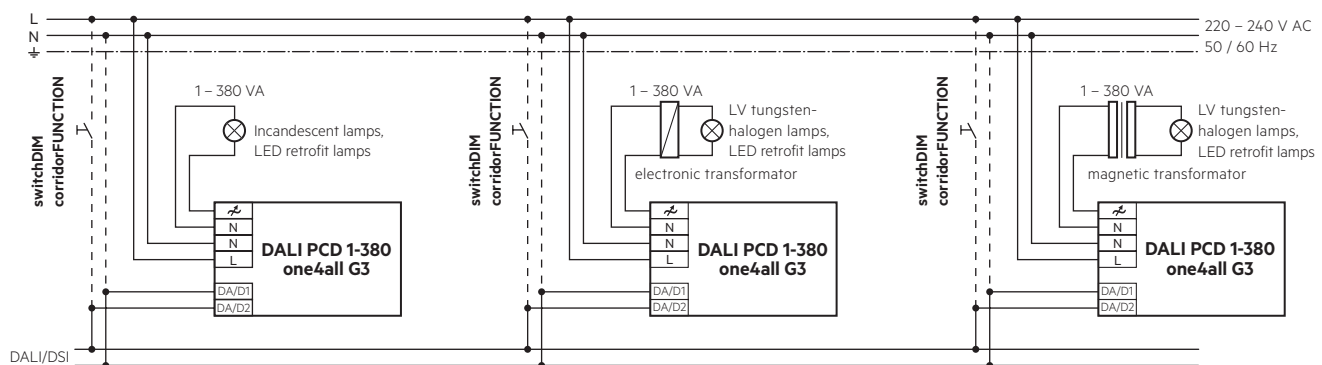 L
N
220 – 240 V AC
50 / 60 Hz
switchDIM
corridorFUNCTION
1 – 380 VA
Incandescent lamps,
LED retrofit lamps
N
N
L
DA/D1
DA/D2
DALI PCD 1-380
one4all G3
switchDIM
corridorFUNCTION
1 – 380 VA
LV tungsten-
halogen lamps,
LED retrofit lamps
electronic transformator
N
N
L
DA/D1
DA/D2
DALI PCD 1-380
one4all G3
switchDIM
corridorFUNCTION
1 – 380 VA
LV tungsten-
halogen lamps,
LED retrofit lamps
magnetic transformator
N
N
L
DA/D1
DA/D2
DALI PCD 1-380
one4all G3
DALI/DSI